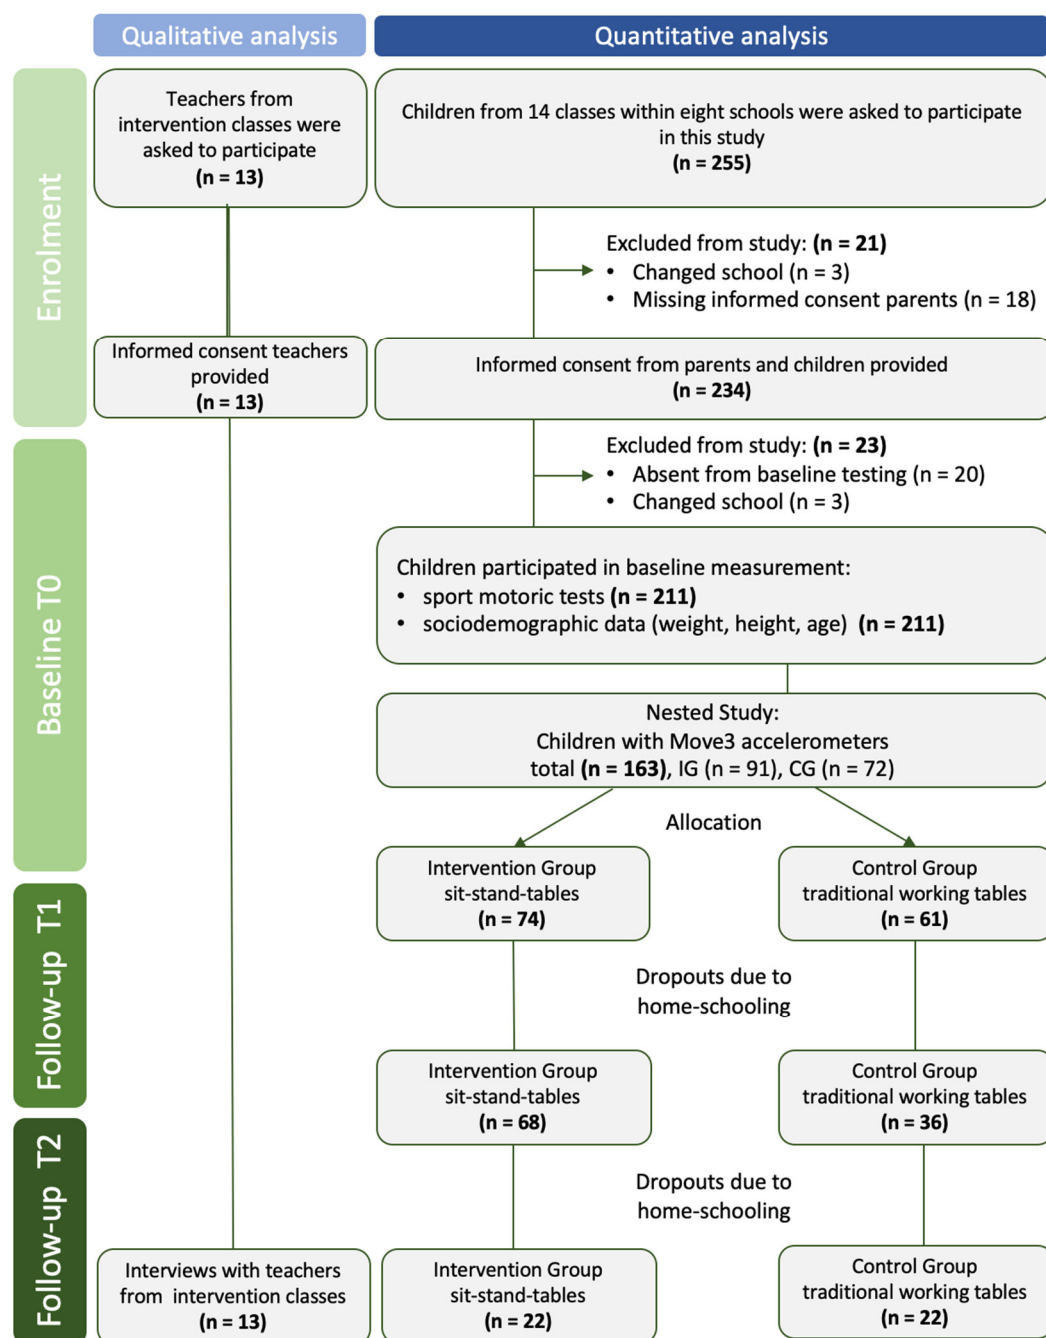 Qualitative analysis
Quantitative analysis
Enrolment
Teachers from
intervention classes were
asked to participate
(n = 13)
Children from 14 classes within eight schools were asked to participate
in this study
(n = 255)
Excluded from study: (n = 21)
• Changed school (n = 3)
• Missing informed consent parents (n = 18)
Informed consent teachers
provided
(n = 13)
Informed consent from parents and children provided
(n = 234)
Baseline T0
Excluded from study: (n = 23)
• Absent from baseline testing (n = 20)
• Changed school (n = 3)
Children participated in baseline measurement:
• sport motoric tests (n = 211)
• sociodemographic data (weight, height, age) (n = 211)
Nested Study:
Children with Move3 accelerometers
total (n = 163), IG (n = 91), CG (n = 72)
Allocation
Intervention Group
sit-stand-tables
(n = 74)
Control Group
traditional working tables
(n = 61)
Follow-up T1
Dropouts due to
home-schooling
Intervention Group
sit-stand-tables
(n = 68)
Control Group
traditional working tables
(n = 36)
Follow-up T2
Dropouts due to
home-schooling
Interviews with teachers
from intervention classes
(n = 13)
Intervention Group
sit-stand-tables
(n = 22)
Control Group
traditional working tables
(n = 22)